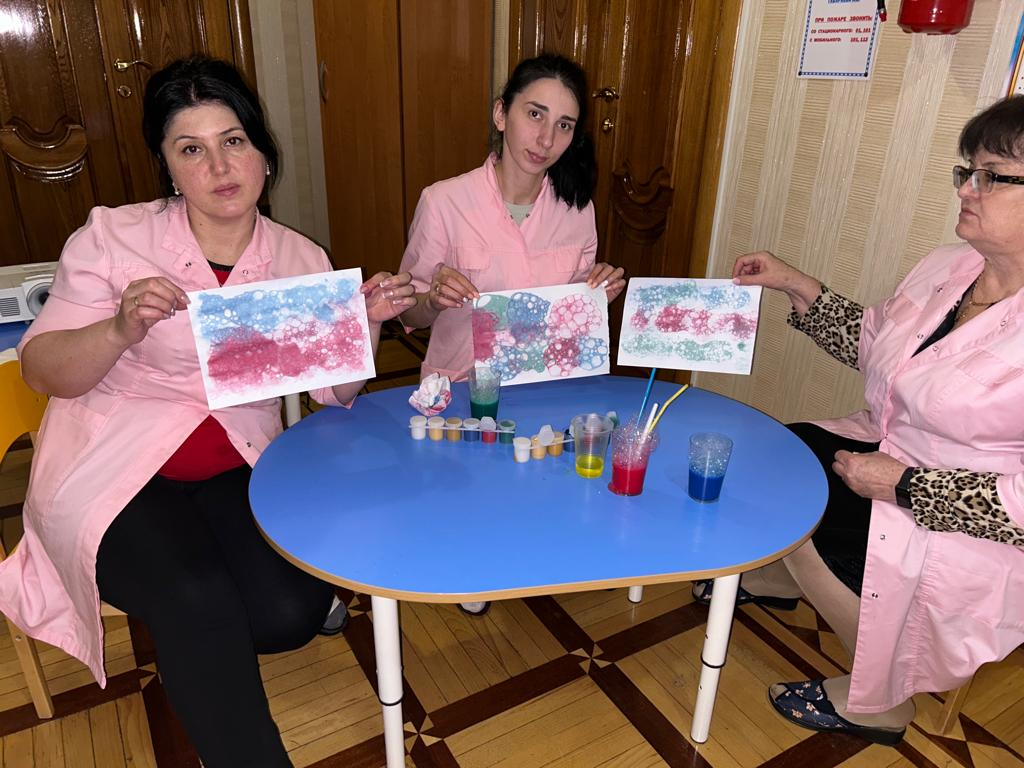 ПРИ ПОЖАРЕ ЗВОНИТЬ:
СО СТАЦИОНАРНОГО: 01, 101
С МОБИЛЬНОГО: 101, 112